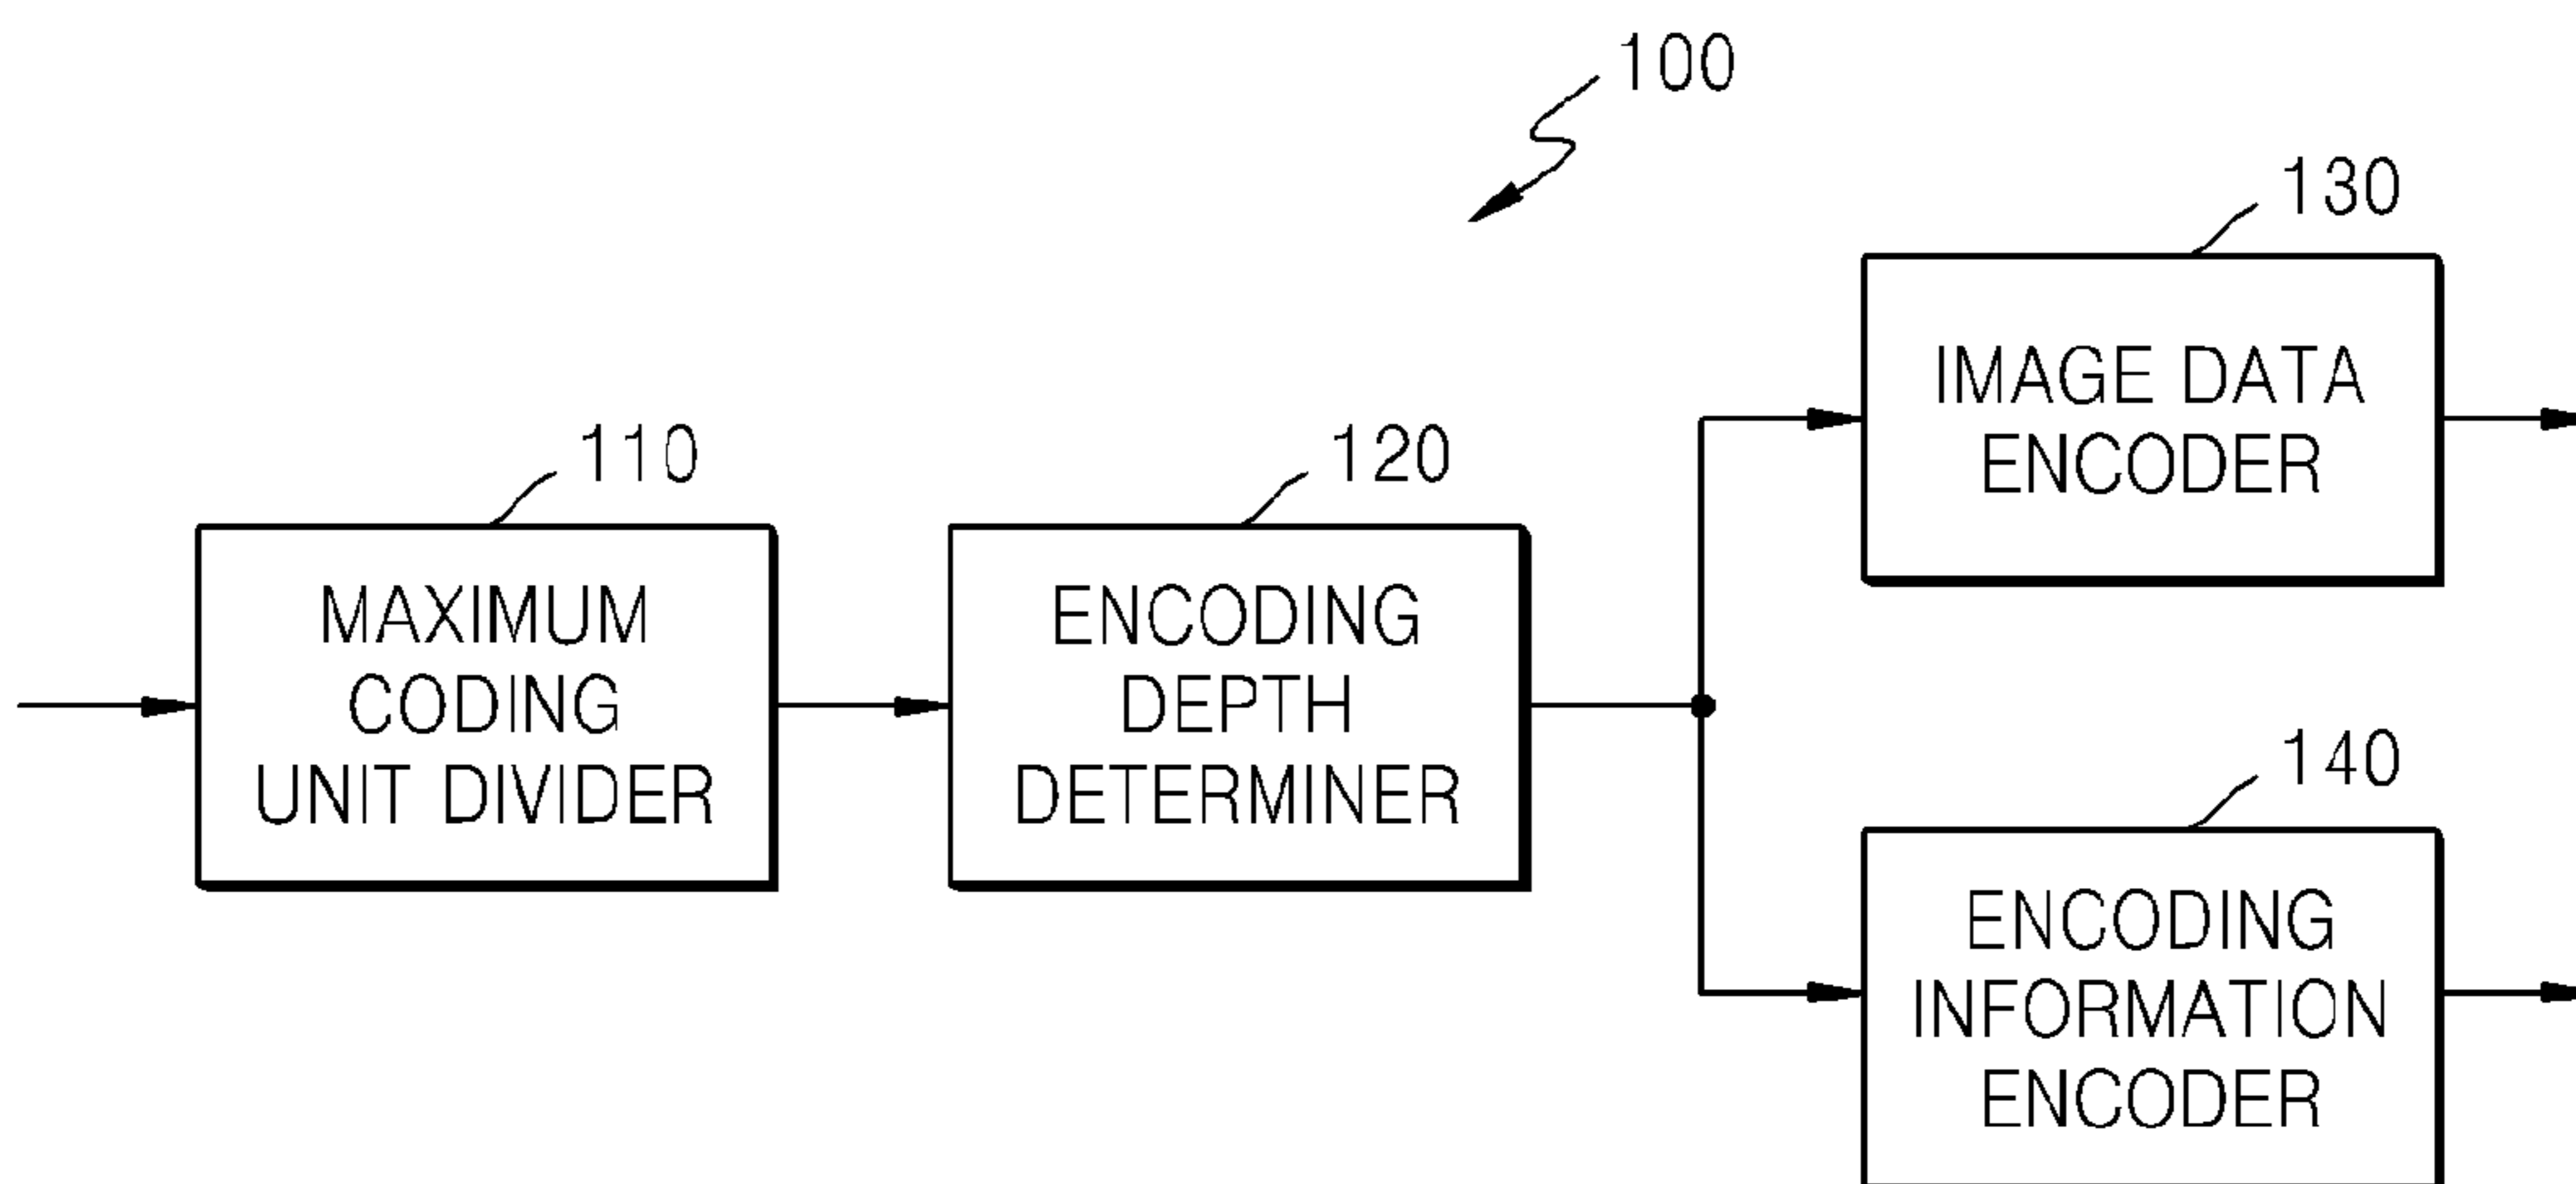 100
110
MAXIMUM
CODING
UNIT DIVIDER
120
ENCODING
DEPTH
DETERMINER
130
IMAGE DATA
ENCODER
140
ENCODING
INFORMATION
ENCODER